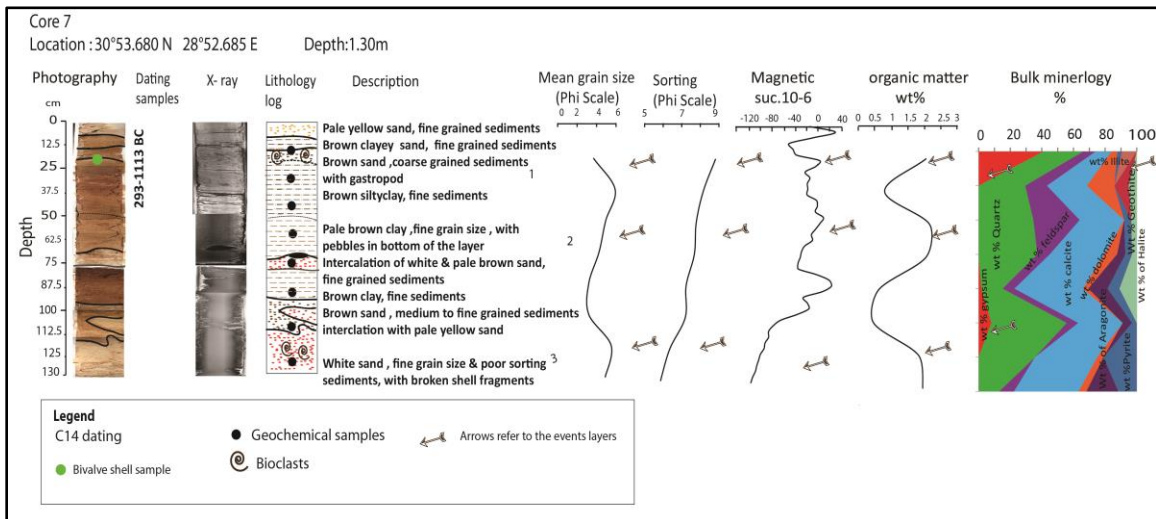 Core 7
Location : 30°53.680 N 28°52.685 E Depth:1.30m
Photography
Dating samples
X- ray
Lithology log
Description
Mean grain size (Phi Scale)
Sorting (Phi Scale)
Magnetic suc.10-6
organic matter wt%
Bulk minerlogy %
cm
0
12.5
25
37.5
50
62.5
75
87.5
100
112.5
125
130
Depth
293-1113 BC
Pale yellow sand, fine grained sediments
Brown clayey sand, fine grained sediments
Brown sand ,coarse grained sediments
with gastropod
1
Brown siltyclay, fine sediments
Pale brown clay ,fine grain size , with
pebbles in bottom of the layer
2
Intercalation of white & pale brown sand,
fine grained sediments
Brown clay, fine sediments
Brown sand , medium to fine grained sediments
interclation with pale yellow sand
White sand , fine grain size & poor sorting
3
sediments, with broken shell fragments
0 2 4 6
5 7 9
-120 -80 -40 0 40
0 0.5 1 1.5 2 2.5 3
0 20 40 60 80 100
wt % gypsum
wt % Quartz
wt % feldspar
wt % calcite
wt % dolomite
Wt % of Aragonite
wt% illite
wt %Pyrite
Wt % Geothite
Wt % of Halite
Legend
C14 dating
Bivalve shell sample
Geochemical samples
Bioclasts
Arrows refer to the events layers